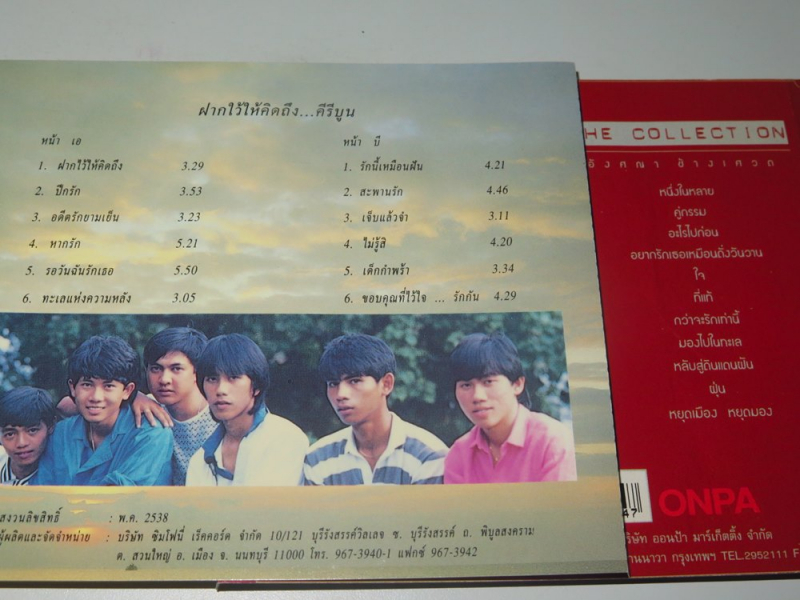 ฝากไว้ให้คิดถึง...คีรีบูน
หน้า เอ
1. ฝากไว้ให้คิดถึง 3.29
2. ปีกรัก 3.53
3. อดีตรักยามเย็น 3.23
4. หากรัก 5.21
5. รอวันฉันรักเธอ 5.50
6. ทะเลแห่งความหลัง 3.05
หน้า บี
1. รักนี้เหมือนฝัน 4.21
2. สะพานรัก 4.46
3. เจ็บแล้วจำ 3.11
4. ไม่รู้สิ 4.20
5. เด็กกำพร้า 3.34
6. ขอบคุณที่ไว้ใจ ... รักกัน 4.29
สงวนลิขสิทธิ์ : พ.ศ. 2538
ผู้ผลิตและจัดจำหน่าย : บริษัท ซิมโฟนี่ เร็คคอร์ด จำกัด 10/121 บุรีรังสรรค์วิลเลจ ซ. บุรีรังสรรค์ ถ. พิบูลสงคราม
ต. สวนใหญ่ อ. เมือง จ. นนทบุรี 11000 โทร. 967-3940-1 แฟกซ์ 967-3942
HE COLLECTION
อังศณา ช้างเศวต
หนึ่งในหลาย
คู่กรรม
อะไรไปก่อน
อยากรักเธอเหมือนดั่งวันวาน
ใจ
ที่แท้
กว่าจะรักเท่านี้
มองไปในทะเล
หลับสู่ดินแดนฝัน
ฝุ่น
หยุดเมือง หยุดมอง
47
ONPA
ริษัท ออนป้า มาร์เก็ตติ้ง จำกัด
านนาวา กรุงเทพฯ TEL.2952111 F